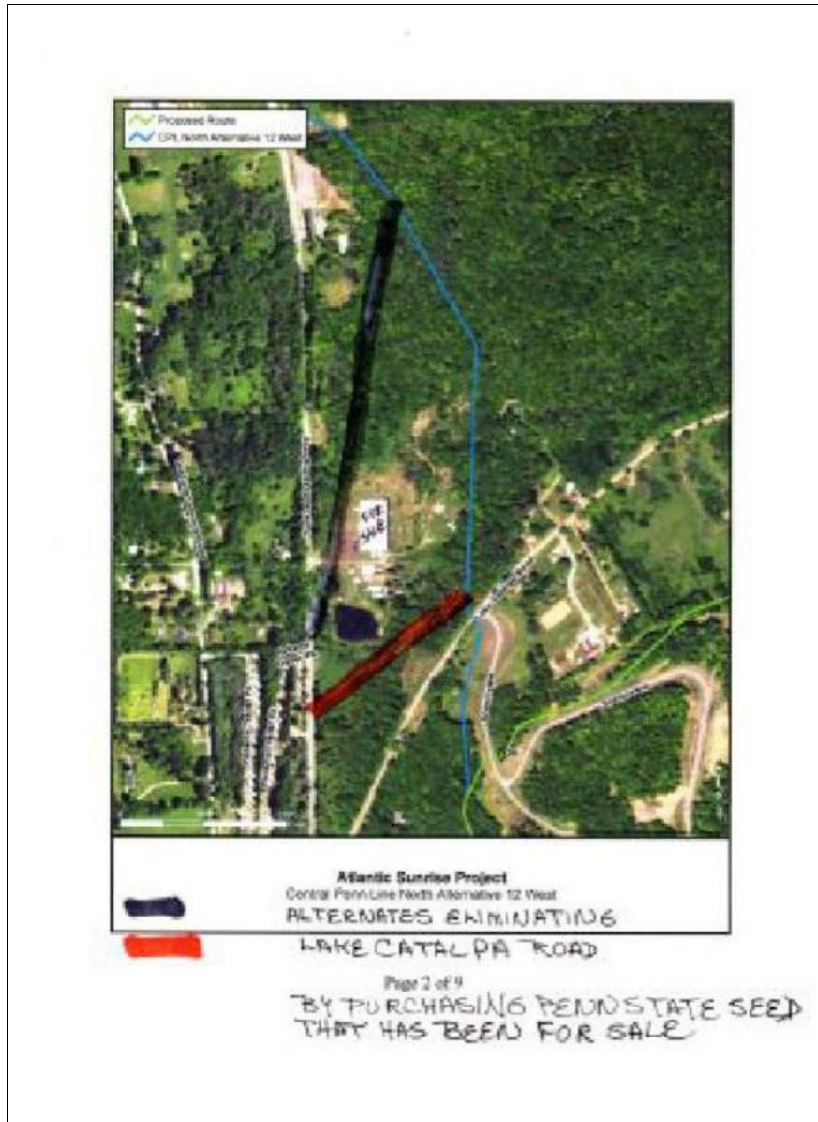 Proposed Route
CPL North Alternative 12 West
FOR
SALE
Atlantic Sunrise Project
Central Penn Line North Alternative 12 West
ALTERNATES ELIMINATING
LAKE CATALPA ROAD
Page 2 of 9
BY PURCHASING PENN STATE SEED
THAT HAS BEEN FOR SALE